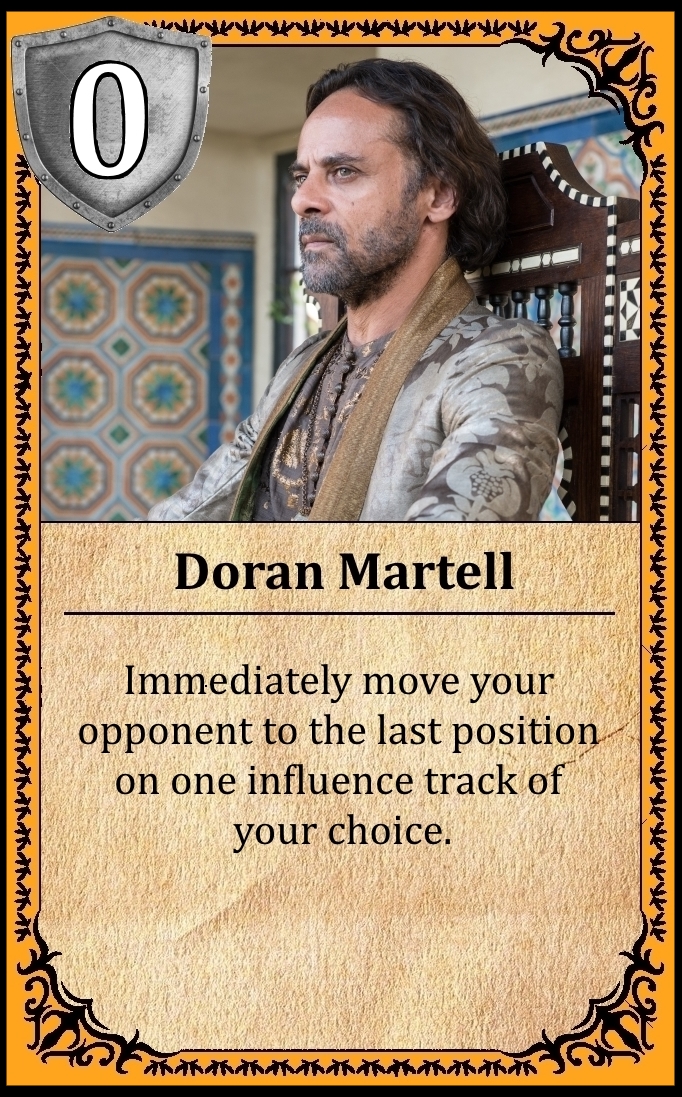 0
Doran Martell
Immediately move your
opponent to the last position
on one influence track of
your choice.